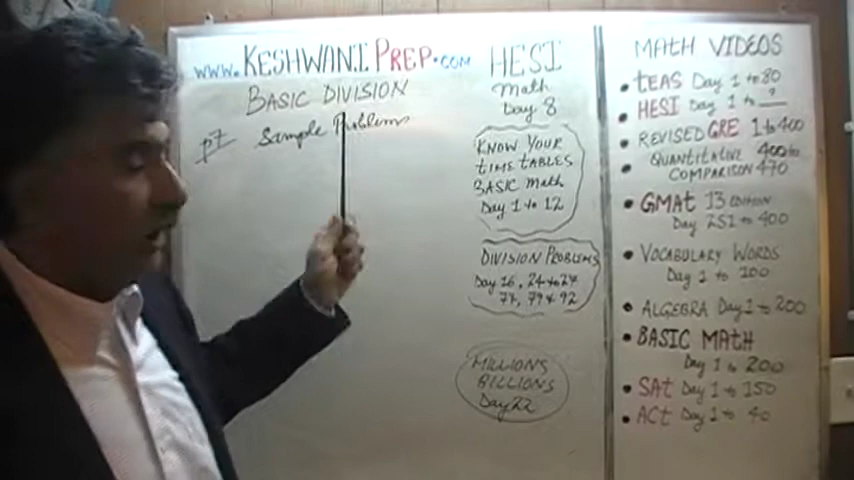 www.KESHWANIPREP.com
BASIC DIVISION
p7 Sample Problems
HESI
Math
Day 8
KNOW YOUR
TIME TABLES
BASIC Math
Day 1 to 12
DIVISION PROBLEMS
Day 16, 24 to 27
77, 79 & 92
MILLIONS
BILLIONS
Day 22
MATH VIDEOS
• TEAS Day 1 to 80
• HESI Day 1 to ?
• REVISED GRE 1 to 400
• QUANTITATIVE 400 to
COMPARISON 470
• GMAT 13 EDITION
Day 251 to 400
• VOCABULARY WORDS
Day 1 to 100
• ALGEBRA Day 1 to 200
• BASIC MATH
Day 1 to 200
• SAT Day 1 to 150
• ACT Day 1 to 40